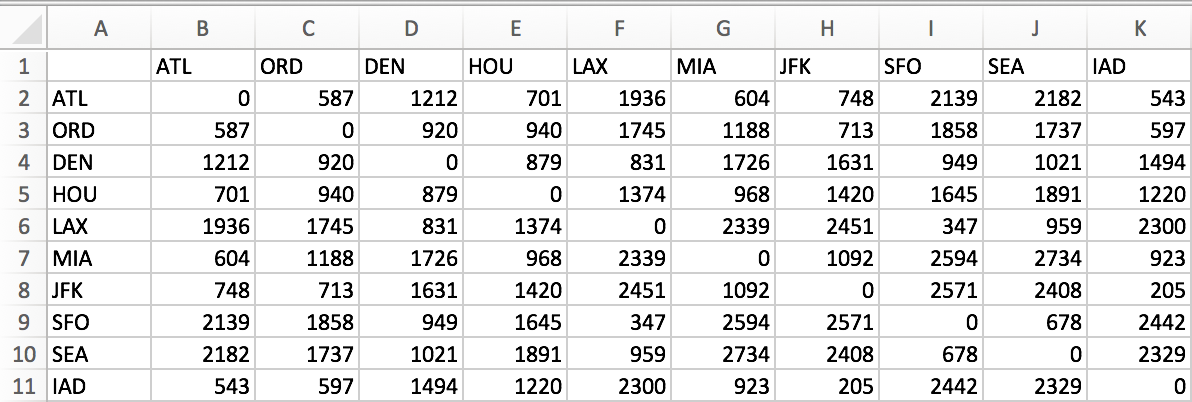 A B C D E F G H I J K
1 ATL ORD DEN HOU LAX MIA JFK SFO SEA IAD
2 ATL 0 587 1212 701 1936 604 748 2139 2182 543
3 ORD 587 0 920 940 1745 1188 713 1858 1737 597
4 DEN 1212 920 0 879 831 1726 1631 949 1021 1494
5 HOU 701 940 879 0 1374 968 1420 1645 1891 1220
6 LAX 1936 1745 831 1374 0 2339 2451 347 959 2300
7 MIA 604 1188 1726 968 2339 0 1092 2594 2734 923
8 JFK 748 713 1631 1420 2451 1092 0 2571 2408 205
9 SFO 2139 1858 949 1645 347 2594 2571 0 678 2442
10 SEA 2182 1737 1021 1891 959 2734 2408 678 0 2329
11 IAD 543 597 1494 1220 2300 923 205 2442 2329 0